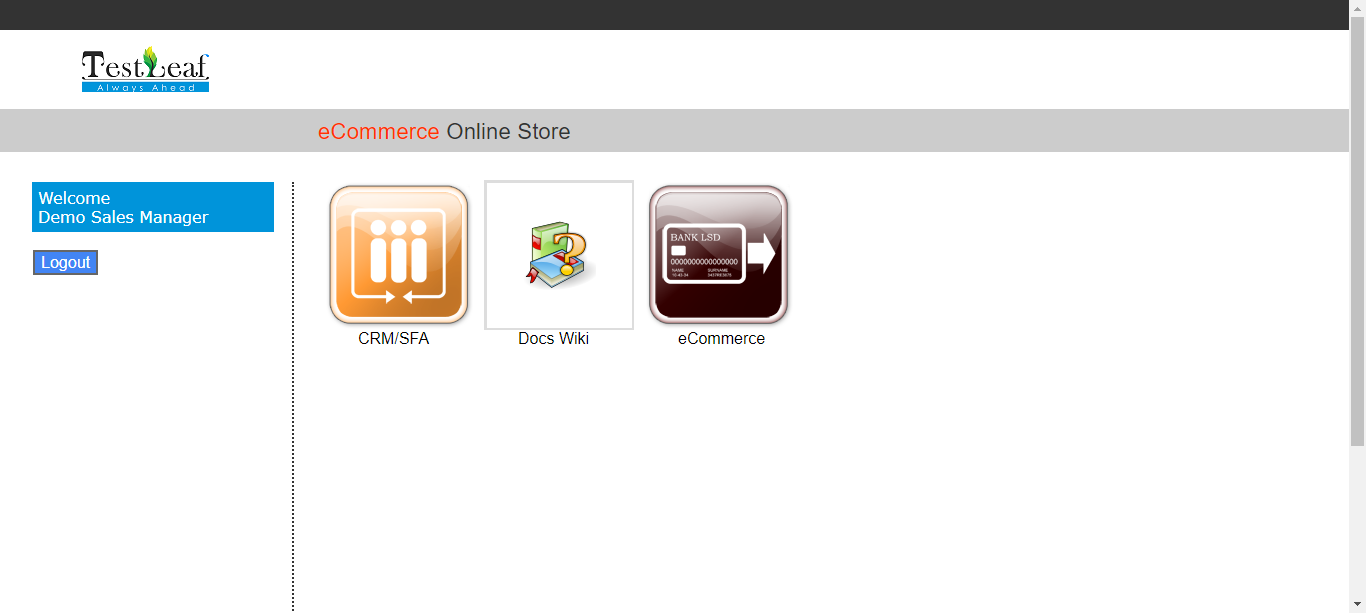 TestLeaf
Always Ahead
eCommerce Online Store
Welcome
Demo Sales Manager
Logout
BANK LSD
0000000000000000
NAME SURNAME
CRM/SFA
Docs Wiki
eCommerce